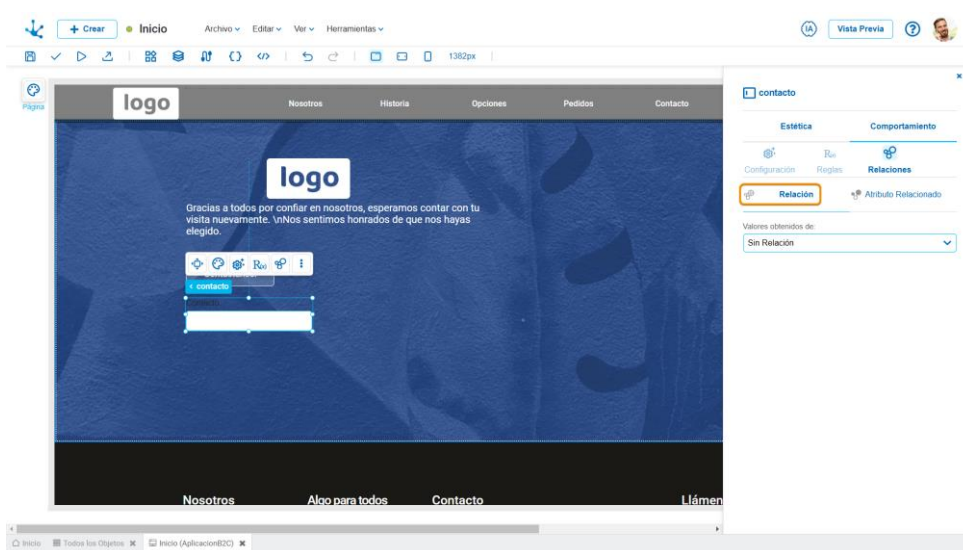 + Crear
Inicio
Archivo
Editar
Ver
Herramientas
IA
Vista Previa
?
1382px
Página
logo
Nosotros
Historia
Opciones
Pedidos
Contacto
logo
Gracias a todos por confiar en nosotros, esperamos contar con tu
visita nuevamente. \nNos sentimos honrados de que nos hayas
elegido.
contacto
Nosotros
Algo para todos
Contacto
Llámen
contacto
Estética
Comportamiento
Configuración
Reglas
Relaciones
Relación
Atributo Relacionado
Valores obtenidos de
Sin Relación
Inicio
Todos los Objetos
Inicio (AplicacionB2C)